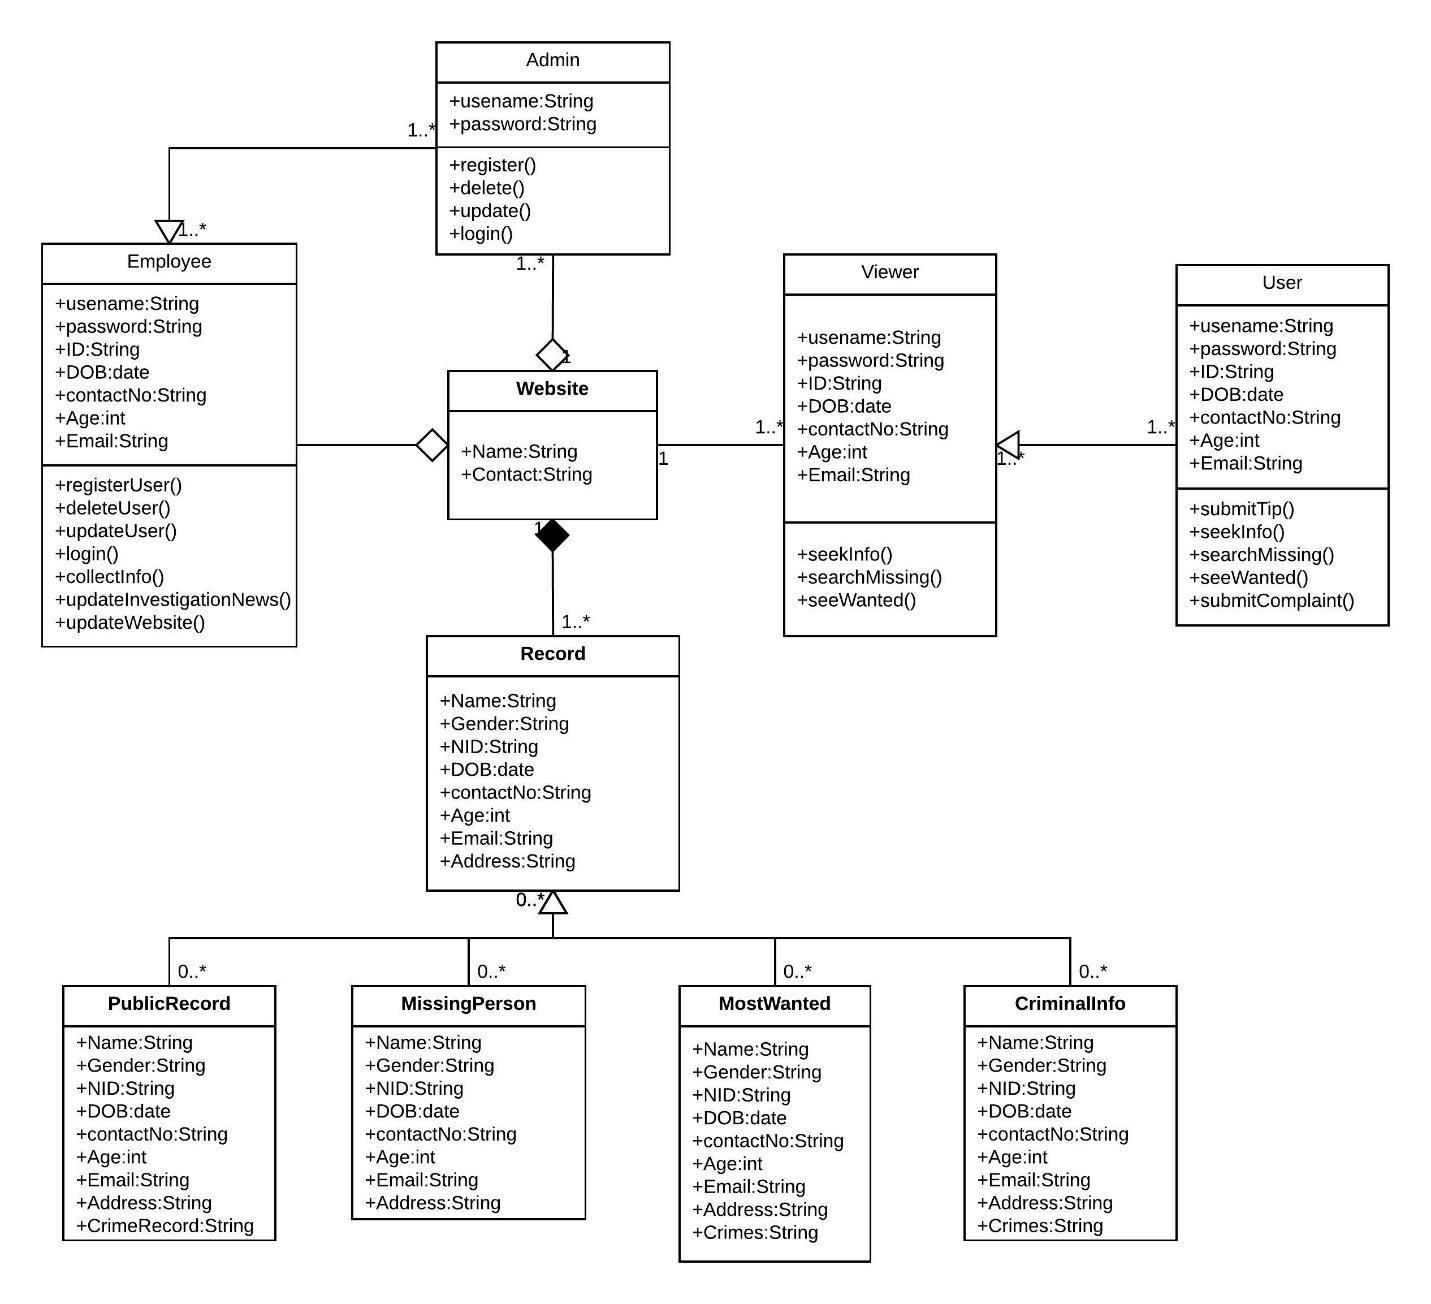 Admin
+usename:String
+password:String
+register()
+delete()
+update()
+login()
1..*
1..*
1..*
1
Employee
+usename:String
+password:String
+ID:String
+DOB:date
+contactNo:String
+Age:int
+Email:String
+registerUser()
+deleteUser()
+updateUser()
+login()
+collectInfo()
+updateInvestigationNews()
+updateWebsite()
Website
+Name:String
+Contact:String
1
1..*
1
1..*
Viewer
+usename:String
+password:String
+ID:String
+DOB:date
+contactNo:String
+Age:int
+Email:String
+seekInfo()
+searchMissing()
+seeWanted()
1..*
1..*
User
+usename:String
+password:String
+ID:String
+DOB:date
+contactNo:String
+Age:int
+Email:String
+submitTip()
+seekInfo()
+searchMissing()
+seeWanted()
+submitComplaint()
Record
+Name:String
+Gender:String
+NID:String
+DOB:date
+contactNo:String
+Age:int
+Email:String
+Address:String
0..*
0..*
0..*
0..*
0..*
PublicRecord
+Name:String
+Gender:String
+NID:String
+DOB:date
+contactNo:String
+Age:int
+Email:String
+Address:String
+CrimeRecord:String
MissingPerson
+Name:String
+Gender:String
+NID:String
+DOB:date
+contactNo:String
+Age:int
+Email:String
+Address:String
MostWanted
+Name:String
+Gender:String
+NID:String
+DOB:date
+contactNo:String
+Age:int
+Email:String
+Address:String
+Crimes:String
CriminalInfo
+Name:String
+Gender:String
+NID:String
+DOB:date
+contactNo:String
+Age:int
+Email:String
+Address:String
+Crimes:String